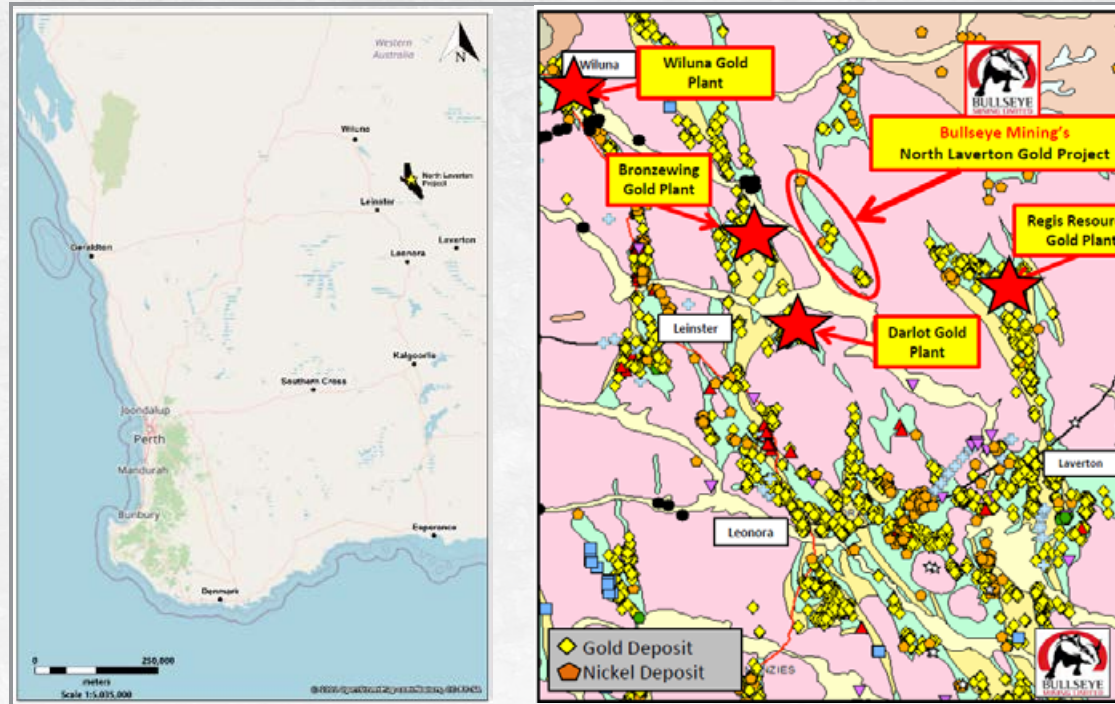 Western
Australia
N
Wiluna
North Laverton
Project
Leinster
Laverton
Geraldton
Leonora
Kalgoorlie
Southern Cross
Joondalup
Perth
Mandurah
Bunbury
Esperance
Denmark
0 250,000
meters
Scale 1:5,035,000
Wiluna
Wiluna Gold
Plant
BULLSEYE
MINING LIMITED
Bullseye Mining's
North Laverton Gold Project
Bronzewing
Gold Plant
Regis Resour
Gold Plant
Leinster
Darlot Gold
Plant
Laverton
Leonora
Gold Deposit
Nickel Deposit
NZIES
BULLSEYE
MINING LIMITED